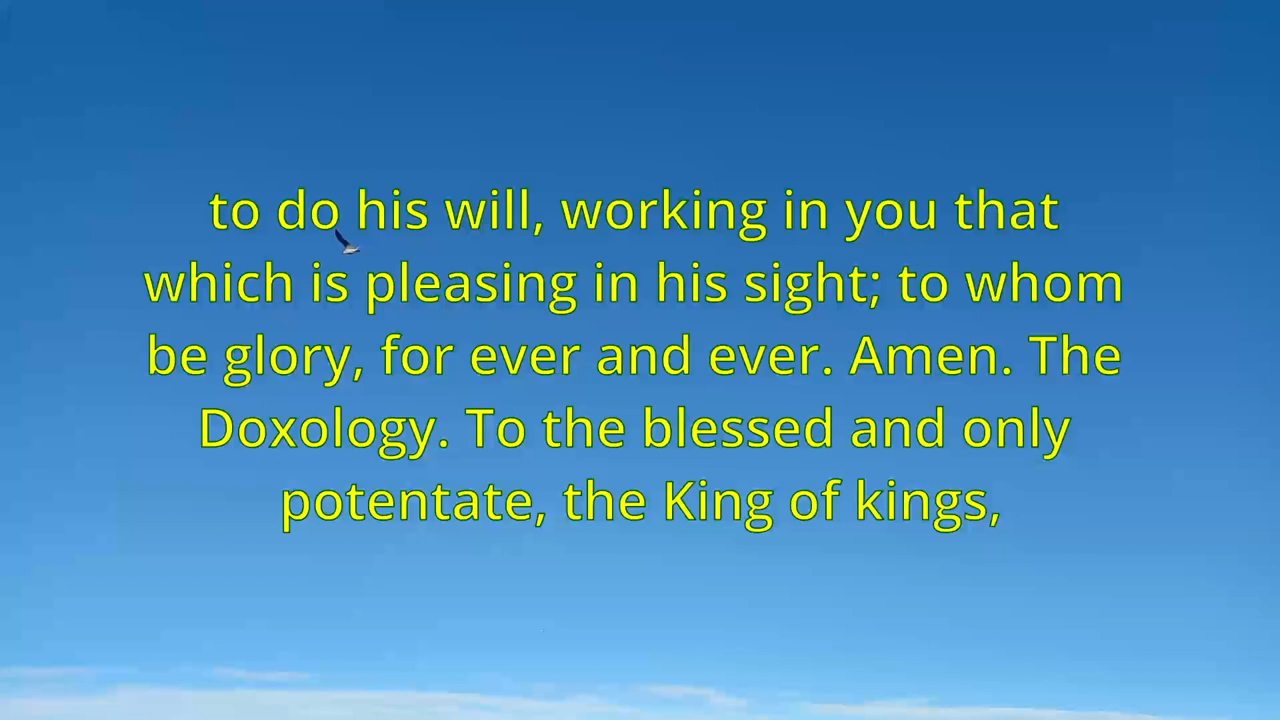 to do his will, working in you that
which is pleasing in his sight; to whom
be glory, for ever and ever. Amen. The
Doxology. To the blessed and only
potentate, the King of kings,